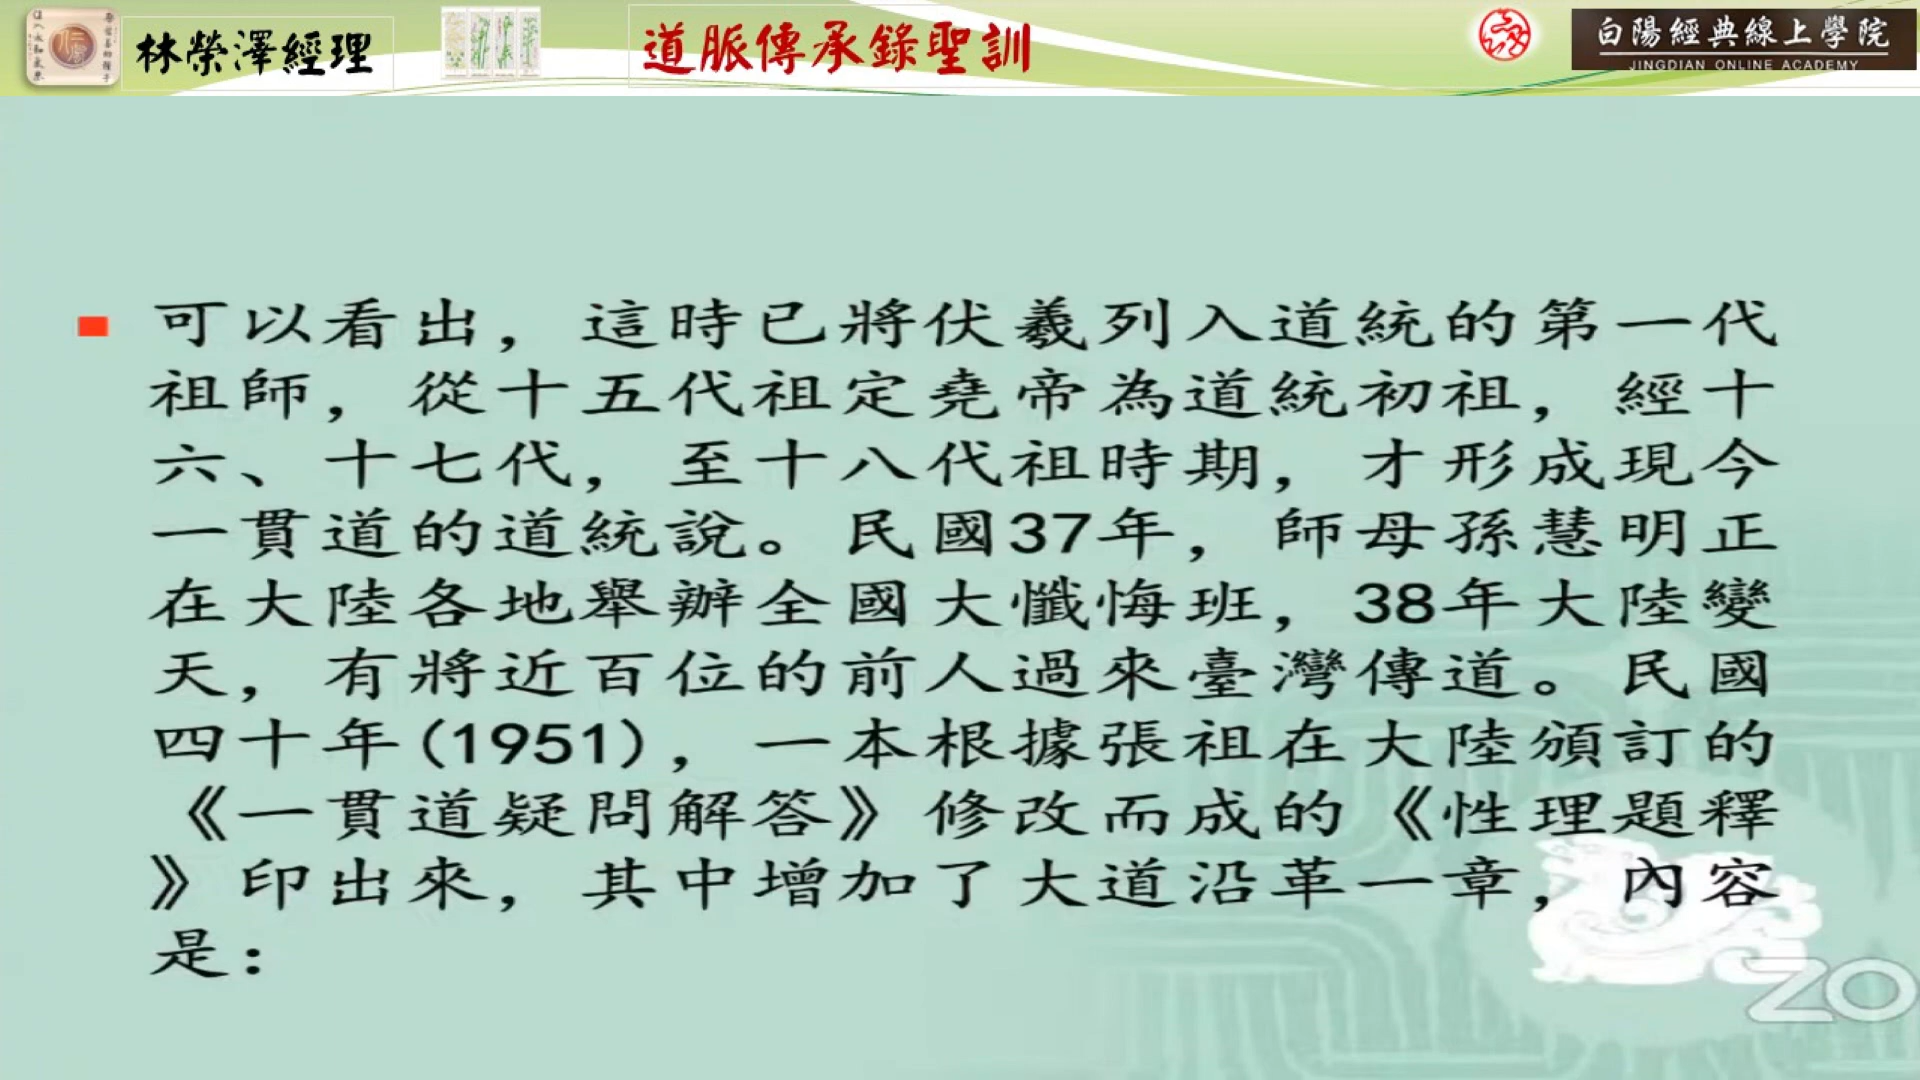 林榮澤經理
道脈傳承錄聖訓
白陽經典線上學院
JINGDIAN ONLINE ACADEMY
可以看出，這時已將伏羲列入道統的第一代
祖師，從十五代祖定堯帝為道統初祖，經十
六、十七代，至十八代祖時期，才形成現今
一貫道的道統說。民國37年，師母孫慧明正
在大陸各地舉辦全國大懺悔班，38年大陸變
天，有將近百位的前人過來臺灣傳道。民國
四十年(1951)，一本根據張祖在大陸頒訂的
《一貫道疑問解答》修改而成的《性理題釋
》印出來，其中增加了大道沿革一章，內容
是：
ZO